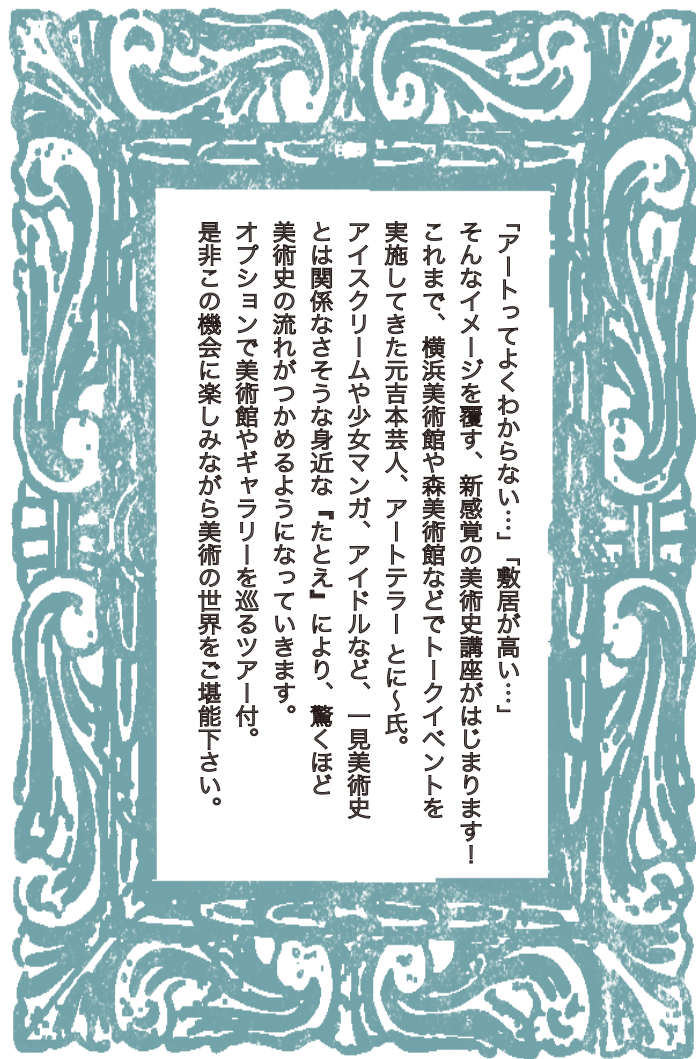 「アートってよくわからない…」「敷居が高い…」
そんなイメージを覆す、新感覚の美術史講座がはじまります！
これまで、横浜美術館や森美術館などでトークイベントを
実施してきた元吉本芸人、アートテラー とに〜氏。
アイスクリームや少女マンガ、アイドルなど、一見美術史
とは関係なさそうな身近な『たとえ』により、驚くほど
美術史の流れがつかめるようになっていきます。
オプションで美術館やギャラリーを巡るツアー付。
是非この機会に楽しみながら美術の世界をご堪能下さい。